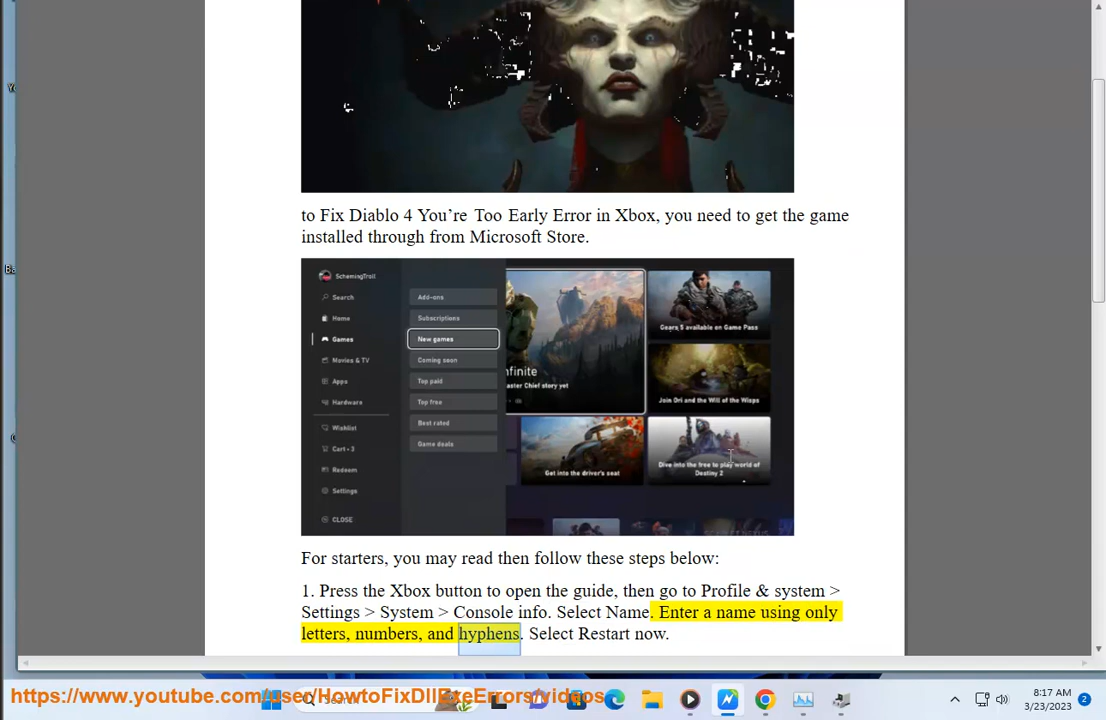 to Fix Diablo 4 You're Too Early Error in Xbox, you need to get the game
installed through from Microsoft Store.
SchemingTroll
Search
Home
Games
Movies & TV
Apps
Hardware
Wishlist
Cart • 3
Redeem
Settings
CLOSE
Add-ons
Subscriptions
New games
Coming soon
Top paid
Top free
Best rated
Game deals
nfinite
aster Chief story yet
Gears 5 available on Game Pass
Join Ori and the Will of the Wisps
Get into the driver's seat
Dive into the free to play world of
Destiny 2
For starters, you may read then follow these steps below:
1. Press the Xbox button to open the guide, then go to Profile & system >
Settings > System > Console info. Select Name. Enter a name using only
letters, numbers, and hyphens. Select Restart now.
https://www.youtube.com/user/HowtoFixDllExeErrors/videos
Search
8:17 AM
3/23/2023
2